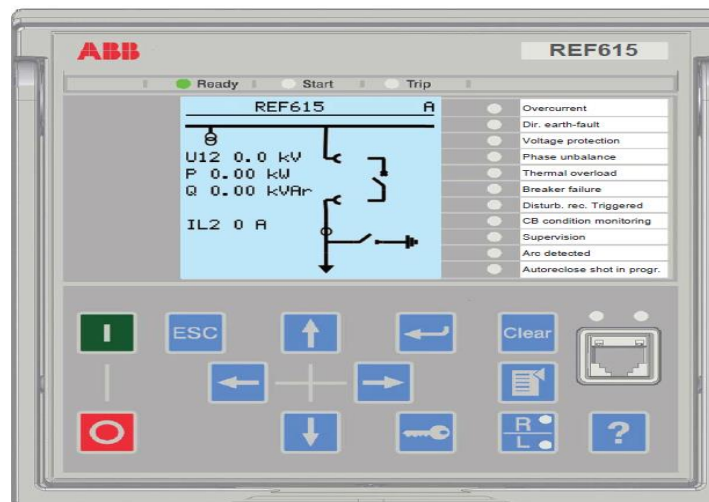 ABB
REF615
Ready
Start
Trip
REF615 A
U12 0.0 kV
P 0.00 kW
Q 0.00 kVAr
IL2 0 A
Overcurrent
Dir. earth-fault
Voltage protection
Phase unbalance
Thermal overload
Breaker failure
Disturb. rec. Triggered
CB condition monitoring
Supervision
Arc detected
Autoreclose shot in progr.
I
ESC
Clear
O
R
L
?